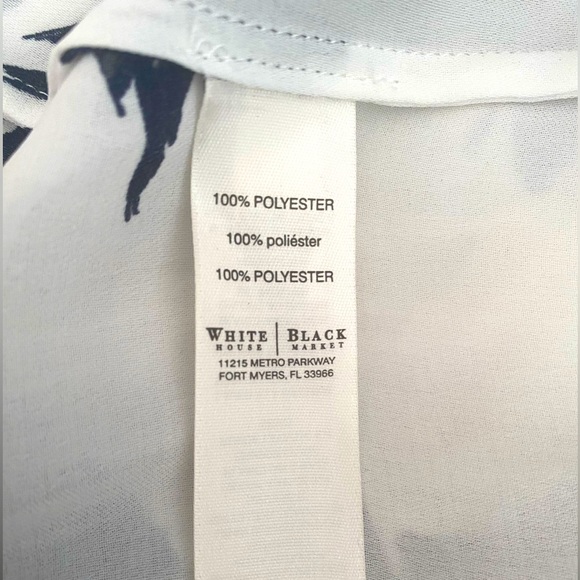 100% POLYESTER
100% poliéster
100% POLYESTER
WHITE HOUSE | BLACK MARKET
11215 METRO PARKWAY
FORT MYERS, FL 33966